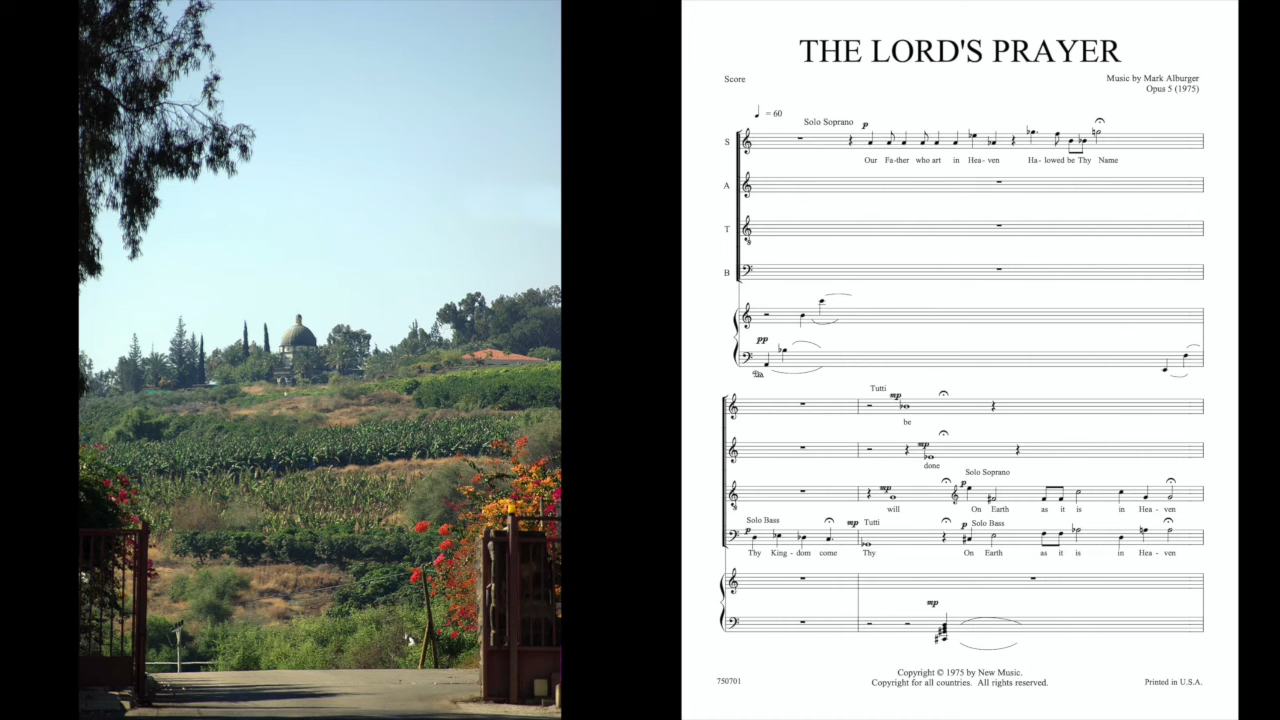 THE LORD'S PRAYER
Score
Music by Mark Alburger
Opus 5 (1975)
= 60
Solo Soprano p
S
Our Fa-ther who art in Hea-ven Ha-lowed be Thy Name
A
T
8
B
pp
Ped.
Tutti
mp
be
mp
done
Solo Soprano
mp p
8
will On Earth as it is in Hea-ven
Solo Bass mp Tutti p Solo Bass
p
Thy King-dom come Thy On Earth as it is in Hea-ven
mp
Copyright © 1975 by New Music.
750701 Copyright for all countries. All rights reserved. Printed in U.S.A.